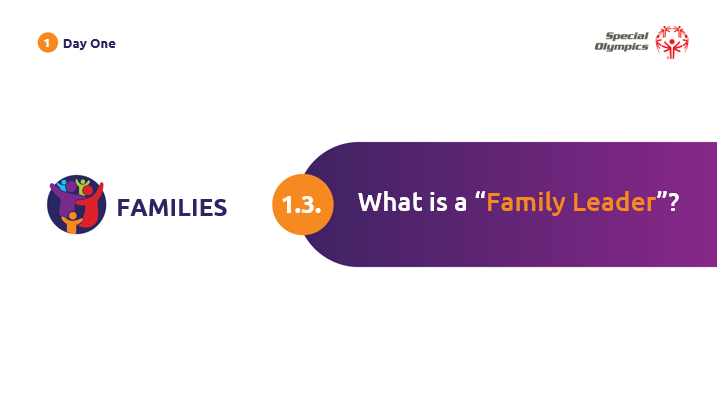 1 Day One
Special
Olympics
FAMILIES
1.3.
What is a “Family Leader”?